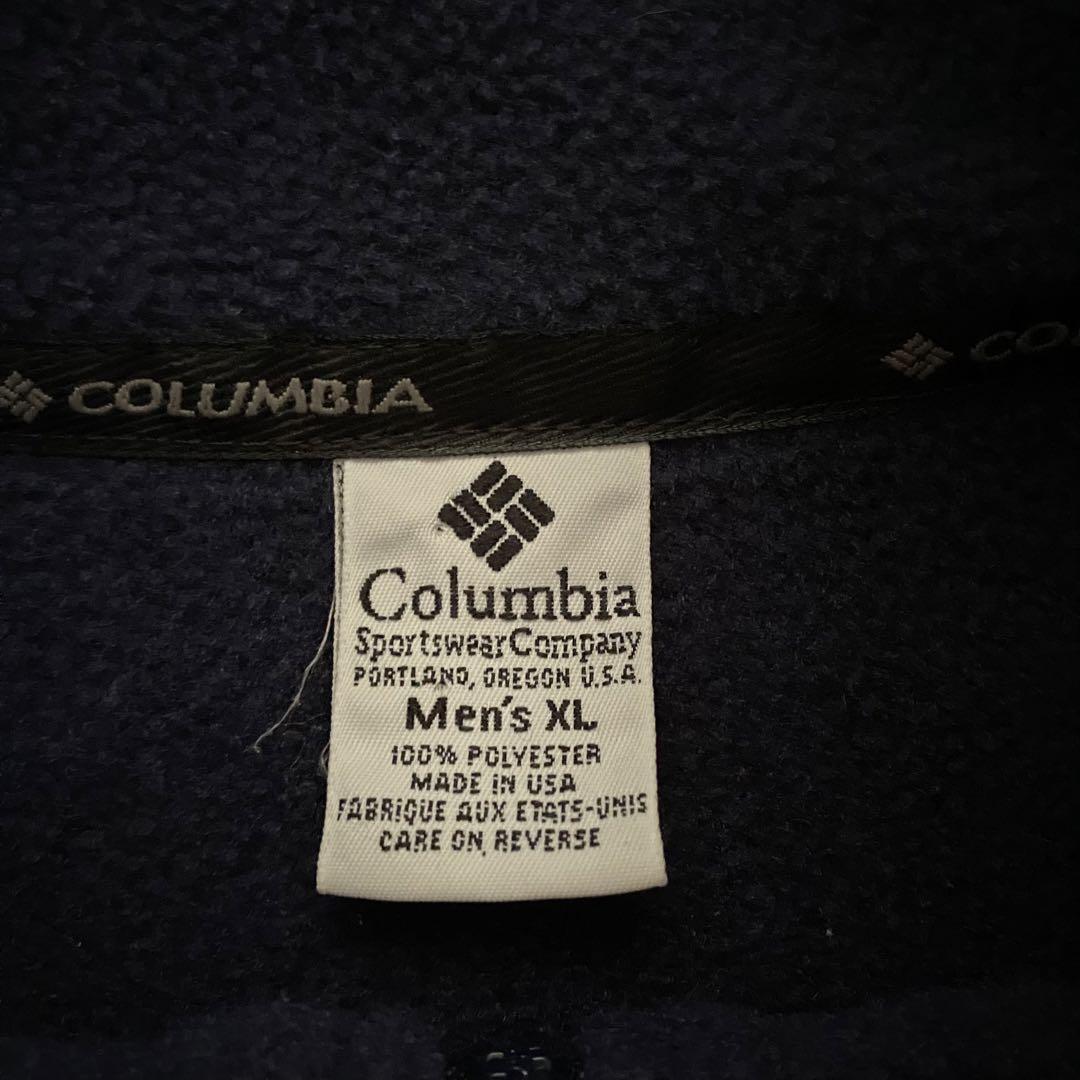 COLUMBIA
CO
Columbia
Sportswear Company
PORTLAND, OREGON U.S.A.
Men's XL
100% POLYESTER
MADE IN USA
FABRIQUE AUX ETATS-UNIS
CARE ON REVERSE